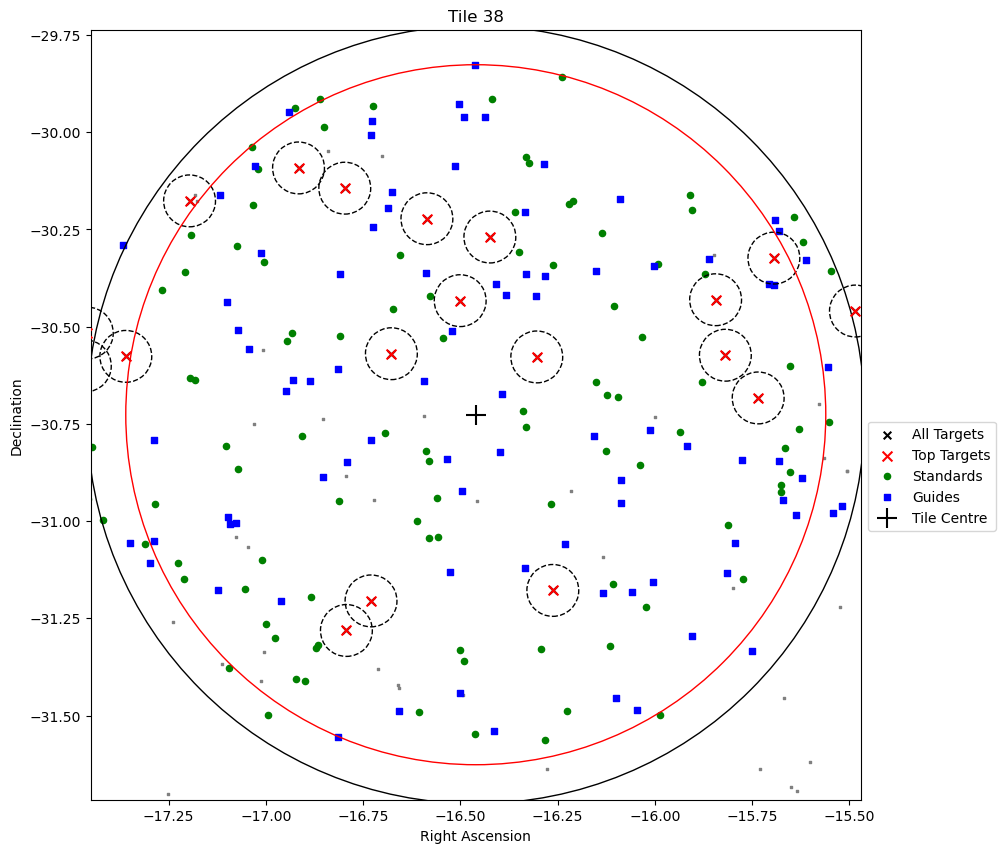 Tile 38
−29.75
−30.00
−30.25
−30.50
−30.75
−31.00
−31.25
−31.50
Declination
−17.25
−17.00
−16.75
−16.50
−16.25
−16.00
−15.75
−15.50
Right Ascension
All Targets
Top Targets
Standards
Guides
Tile Centre